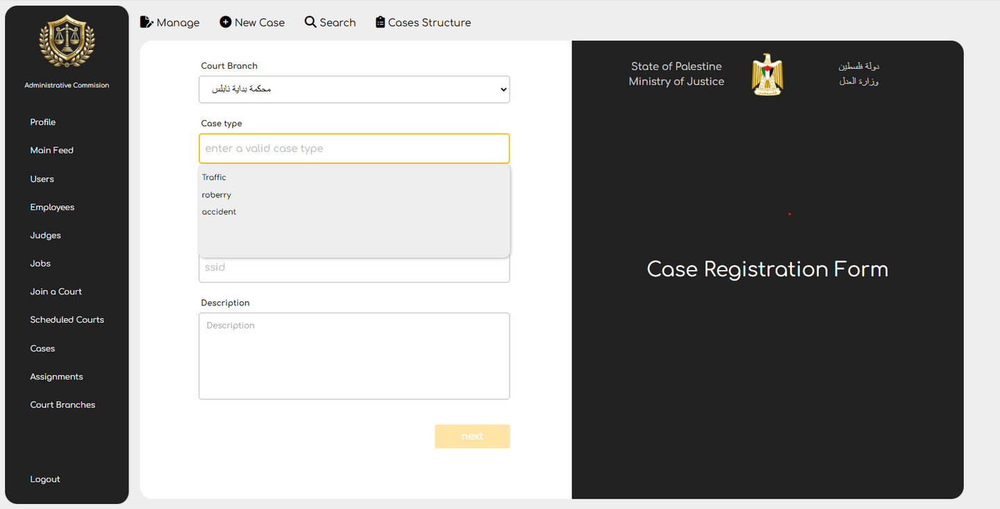 Administrative Commision
Profile
Main Feed
Users
Employees
Judges
Jobs
Join a Court
Scheduled Courts
Cases
Assignments
Court Branches
Logout
Manage
New Case
Search
Cases Structure
Court Branch
محكمة بداية نابلس
Case type
enter a valid case type
Traffic
roberry
accident
ssid
Description
Description
next
State of Palestine
Ministry of Justice
دولة فلسطين
وزارة العدل
Case Registration Form